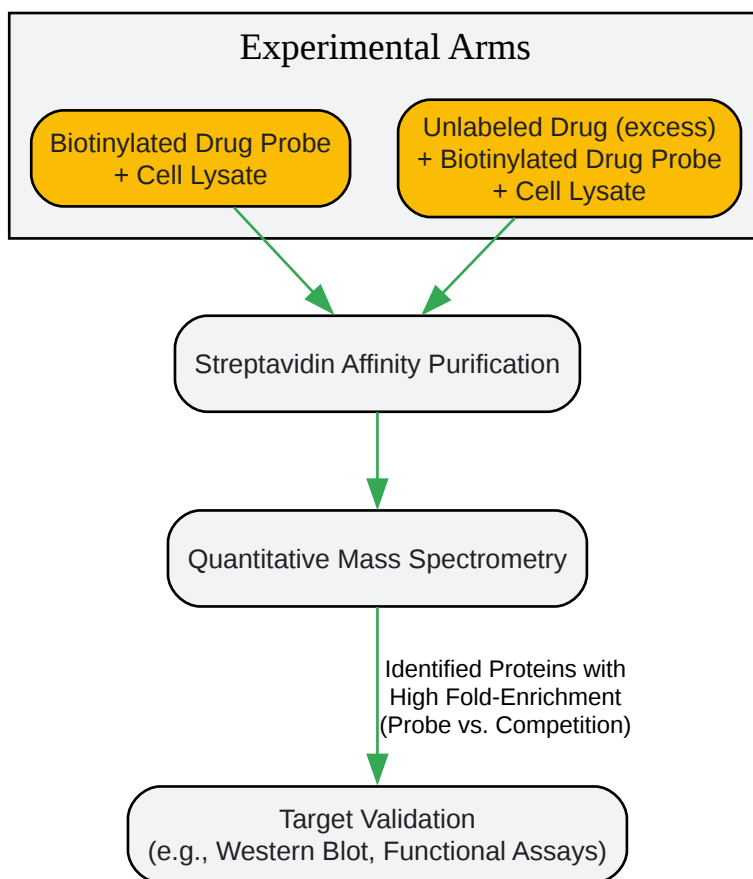 Experimental Arms
Biotinylated Drug Probe
+ Cell Lysate
Unlabeled Drug (excess)
+ Biotinylated Drug Probe
+ Cell Lysate
Streptavidin Affinity Purification
Quantitative Mass Spectrometry
Identified Proteins with
High Fold-Enrichment
(Probe vs. Competition)
Target Validation
(e.g., Western Blot, Functional Assays)